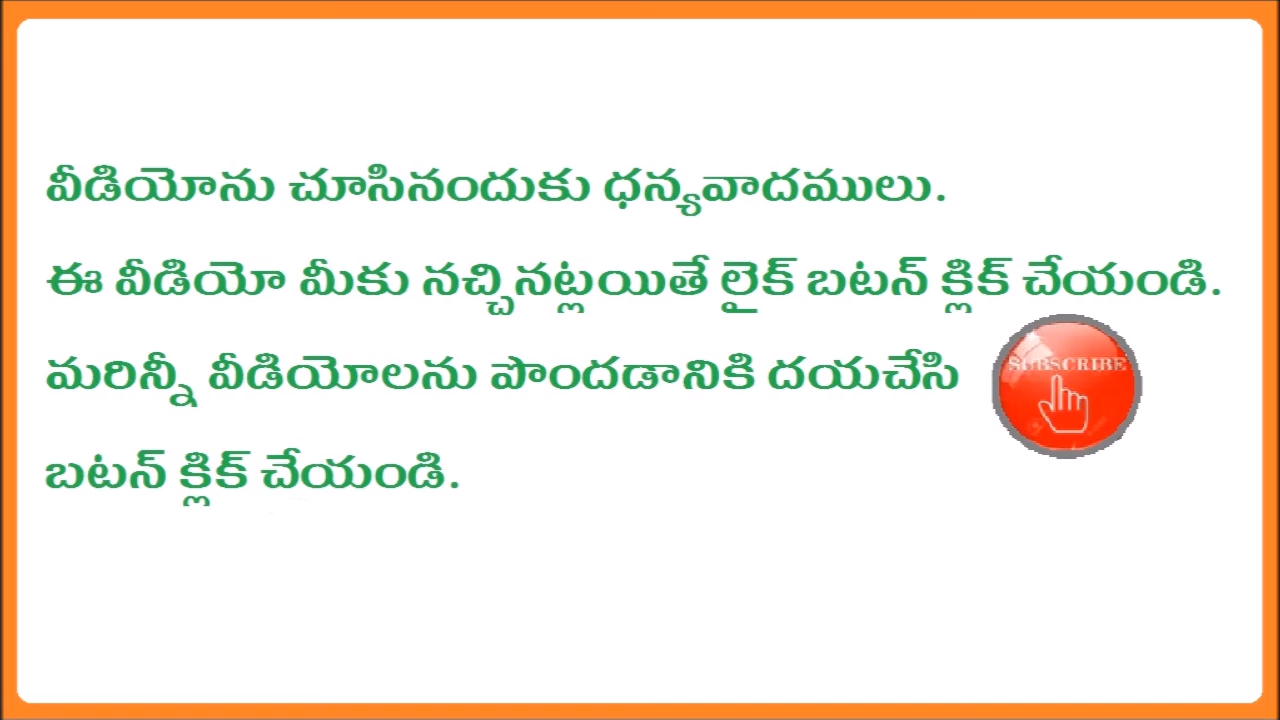 వీడియోను చూసినందుకు ధన్యవాదములు.
ఈ వీడియో మీకు నచ్చినట్లయితే లైక్ బటన్ క్లిక్ చేయండి.
మరిన్నీ వీడియోలను పొందడానికి దయచేసి SUBSCRIBE
బటన్ క్లిక్ చేయండి.